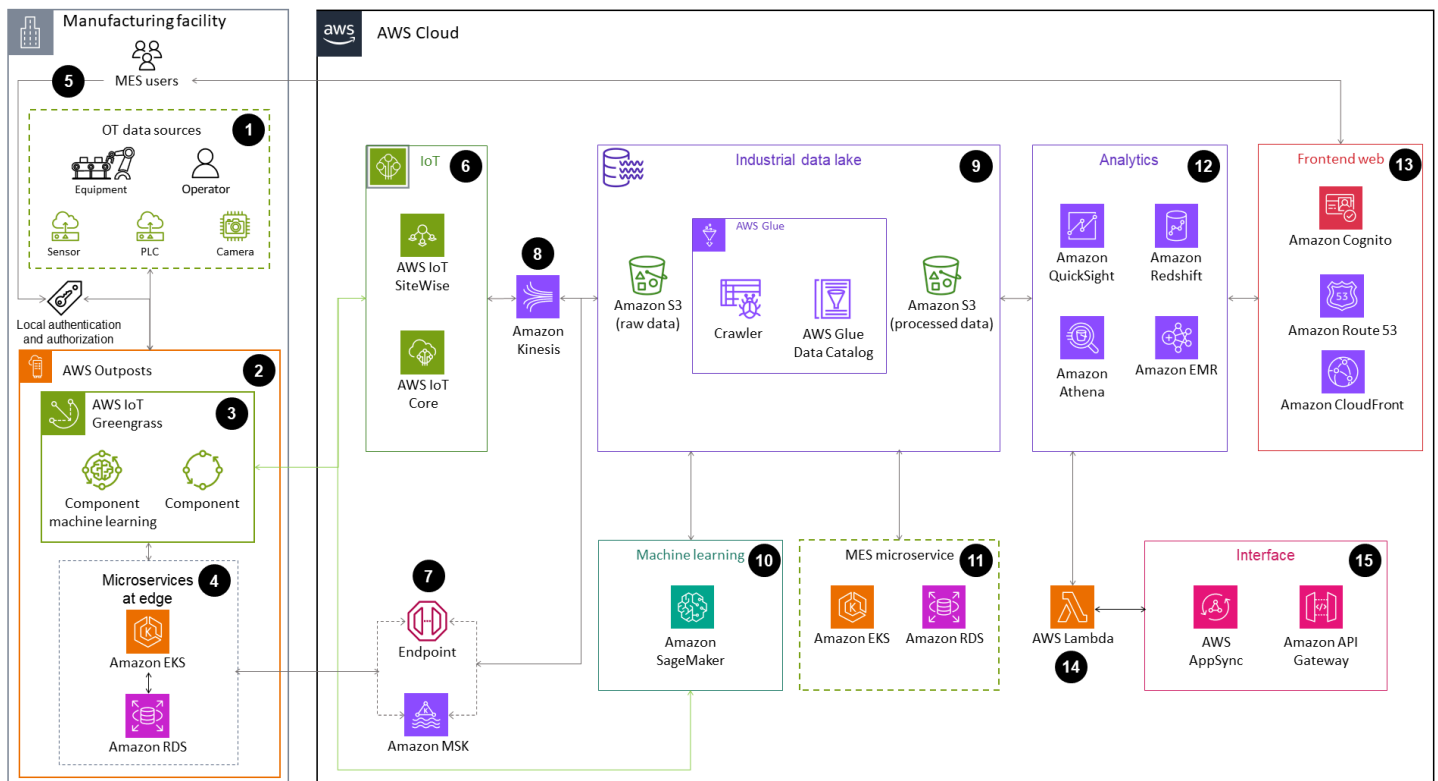 Manufacturing facility
MES users
5
1
OT data sources
Equipment
Operator
Sensor
PLC
Camera
Local authentication
and authorization
AWS Outposts
2
AWS IoT
Greengrass
3
Component
machine learning
Component
Microservices
at edge
4
Amazon EKS
Amazon RDS
aws
AWS Cloud
IoT
6
AWS IoT
SiteWise
AWS IoT
Core
8
Amazon
Kinesis
7
Endpoint
Amazon MSK
Industrial data lake
9
AWS Glue
Amazon S3
(raw data)
Crawler
AWS Glue
Data Catalog
Amazon S3
(processed data)
Machine learning
10
Amazon
SageMaker
MES microservice
11
Amazon EKS
Amazon RDS
Analytics
12
Amazon
QuickSight
Amazon
Redshift
Amazon
Athena
Amazon EMR
Frontend web
13
Amazon Cognito
53
Amazon Route 53
Amazon CloudFront
AWS Lambda
14
Interface
15
AWS
AppSync
Amazon API
Gateway